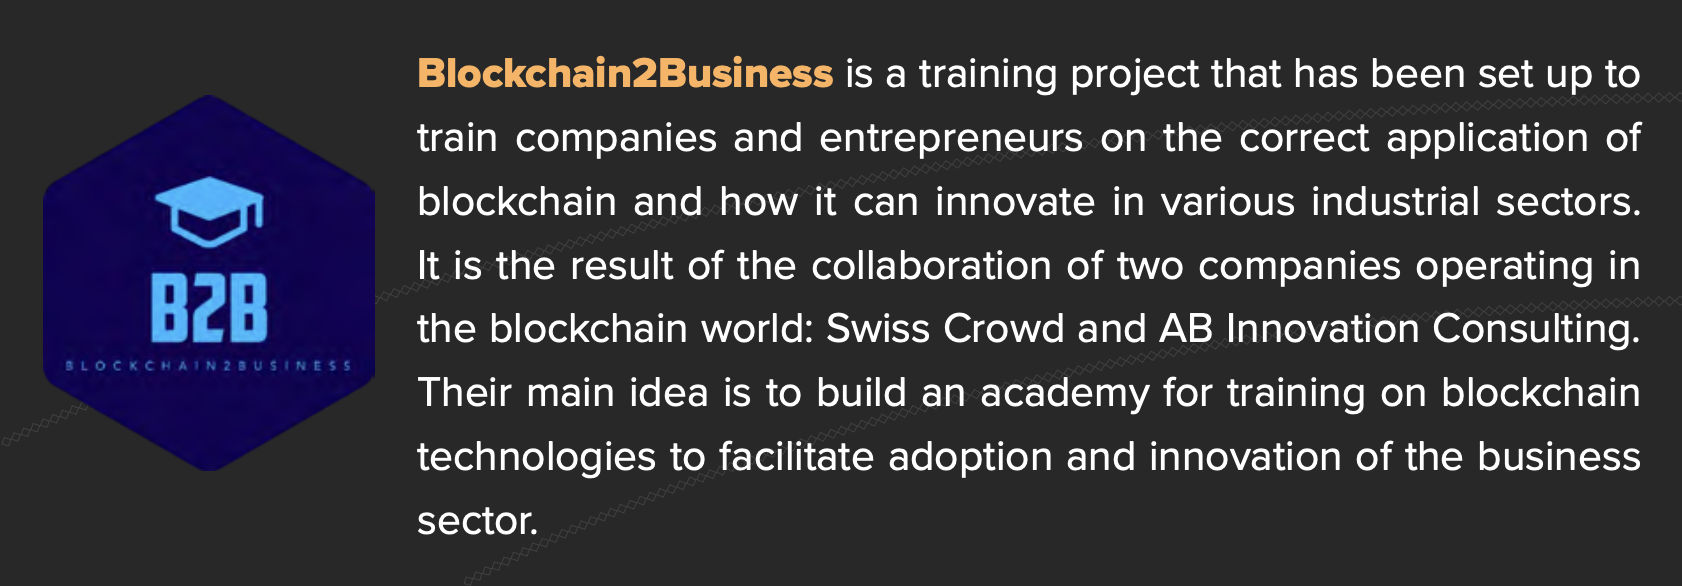 B2B
BLOCKCHAIN2BUSINESS
Blockchain2Business is a training project that has been set up to
train companies and entrepreneurs on the correct application of
blockchain and how it can innovate in various industrial sectors.
It is the result of the collaboration of two companies operating in
the blockchain world: Swiss Crowd and AB Innovation Consulting.
Their main idea is to build an academy for training on blockchain
technologies to facilitate adoption and innovation of the business
sector.